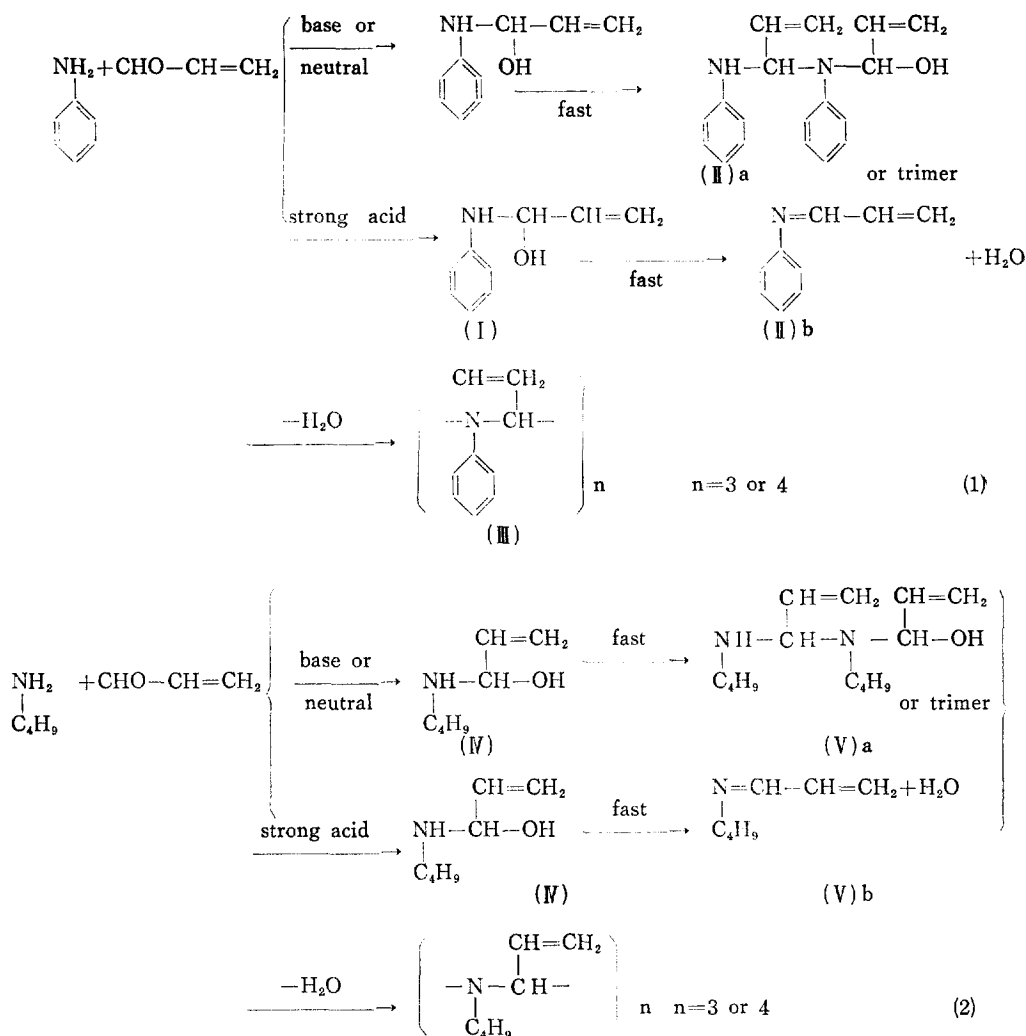 CH=CH₂ CH=CH₂
base or NH—CH—CH=CH₂
NH₂+CHO—CH=CH₂ neutral OH NH—CH—N—CH—OH
fast
(Ⅱ)a or trimer
strong acid NH—CH—CH=CH₂ N=CH—CH=CH₂
OH fast +H₂O
(Ⅰ) (Ⅱ)b
CH=CH₂
—H₂O —N—CH— n n=3 or 4 (1)
(Ⅲ)
CH=CH₂ CH=CH₂
CH=CH₂ fast
base or NH—CH—N—CH—OH
NH₂ +CHO—CH=CH₂ neutral NH—CH—OH C₄H₉ C₄H₉ or trimer
C₄H₉ C₄H₉
(Ⅳ) (Ⅴ)a
CH=CH₂ fast N=CH—CH=CH₂+H₂O
strong acid NH—CH—OH C₄H₉
C₄H₉
(Ⅳ) (Ⅴ)b
CH=CH₂
—H₂O —N—CH— n n=3 or 4 (2)
C₄H₉